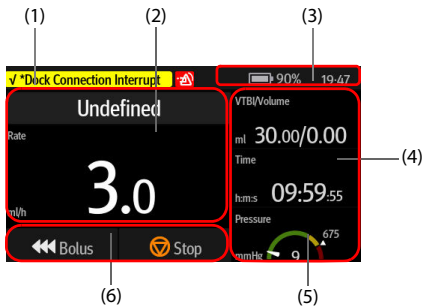 (1)
(2)
(3)
√ *Dock Connection Interrupt
90% 19:47
Undefined
Rate
3.0
ml/h
VTBI/Volume
ml 30.00/0.00
Time
h:m:s 09:59:55
Pressure
675
mmHg 9
(4)
Bolus
Stop
(6)
(5)